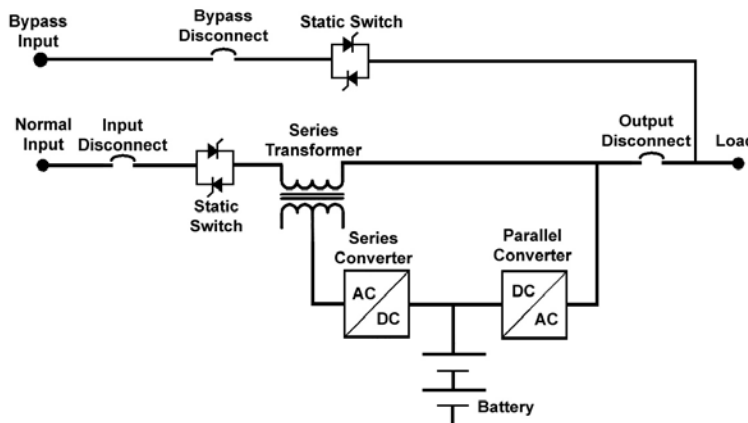 Bypass
Input
Bypass
Disconnect
Static Switch
Normal
Input
Input
Disconnect
Static
Switch
Series
Transformer
Output
Disconnect
Load
Series
Converter
AC
DC
Parallel
Converter
DC
AC
Battery